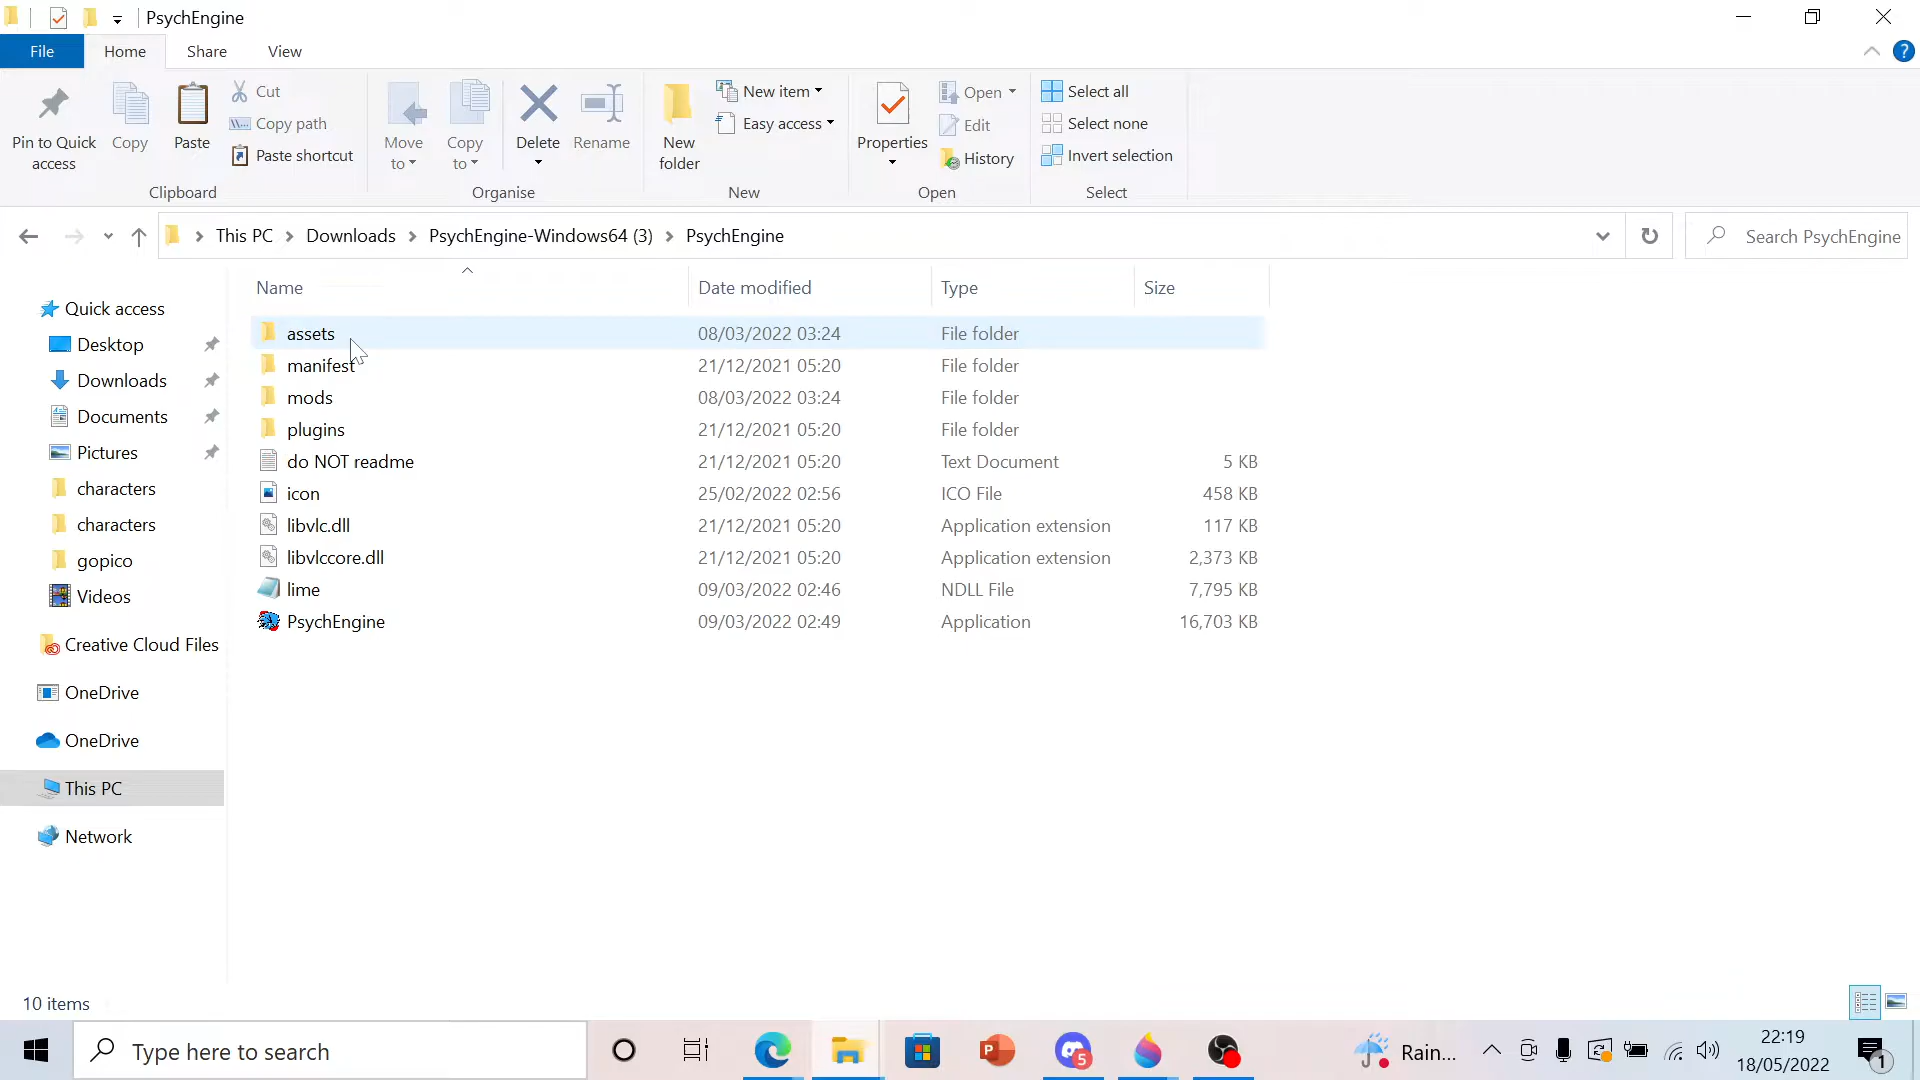 PsychEngine
File
Home
Share
View
Pin to Quick
access
Copy
Paste
Cut
Copy path
Paste shortcut
Clipboard
Move
to
Copy
to
Delete
Rename
Organise
New
folder
New item
Easy access
New
Properties
Open
Edit
History
Open
Select all
Select none
Invert selection
Select
This PC
Downloads
PsychEngine-Windows64 (3)
PsychEngine
Search PsychEngine
Name
Date modified
Type
Size
assets 08/03/2022 03:24 File folder
manifest 21/12/2021 05:20 File folder
mods 08/03/2022 03:24 File folder
plugins 21/12/2021 05:20 File folder
do NOT readme 21/12/2021 05:20 Text Document 5 KB
icon 25/02/2022 02:56 ICO File 458 KB
libvlc.dll 21/12/2021 05:20 Application extension 117 KB
libvlccore.dll 21/12/2021 05:20 Application extension 2,373 KB
lime 09/03/2022 02:46 NDLL File 7,795 KB
PsychEngine 09/03/2022 02:49 Application 16,703 KB
Quick access
Desktop
Downloads
Documents
Pictures
characters
characters
gopico
Videos
Creative Cloud Files
OneDrive
OneDrive
This PC
Network
10 items
Type here to search
P
5
Rain...
22:19
18/05/2022
1